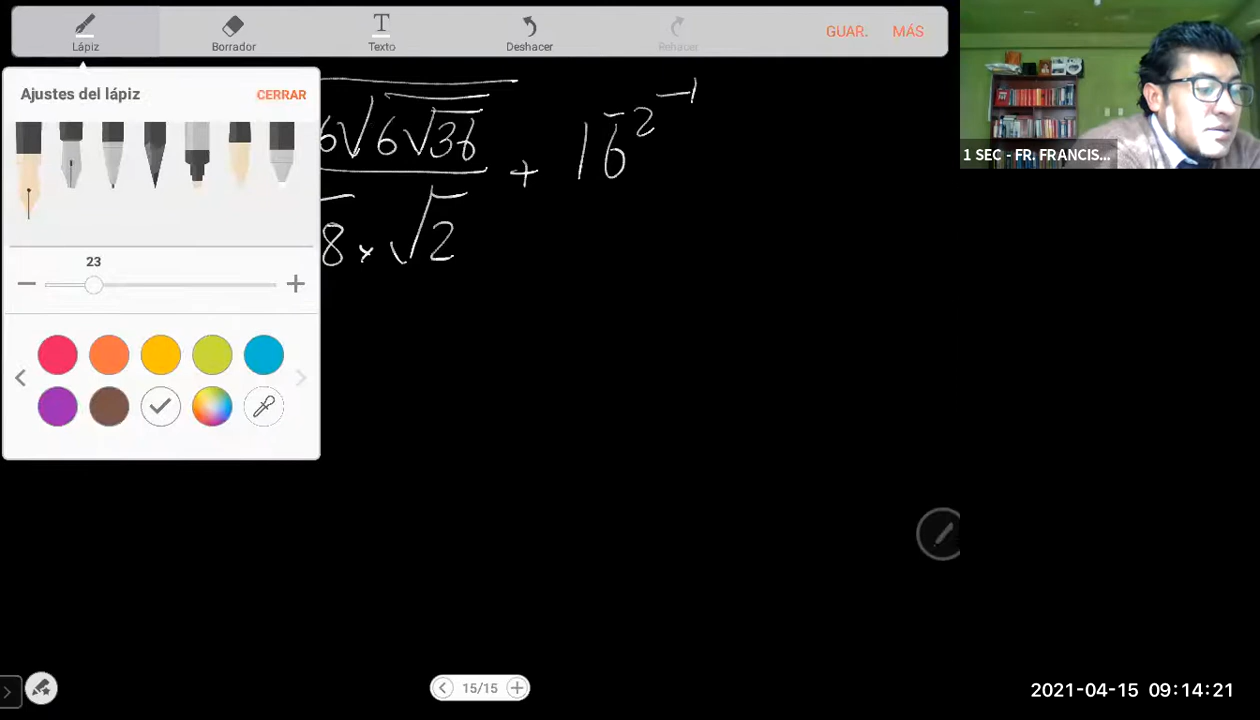 Lápiz Borrador Texto Deshacer Rehacer GUAR. MÁS
Ajustes del lápiz CERRAR
6√6√36 + 16^-2^-1
8 × √2
23
1 SEC - FR. FRANCIS...
15/15
2021-04-15 09:14:21